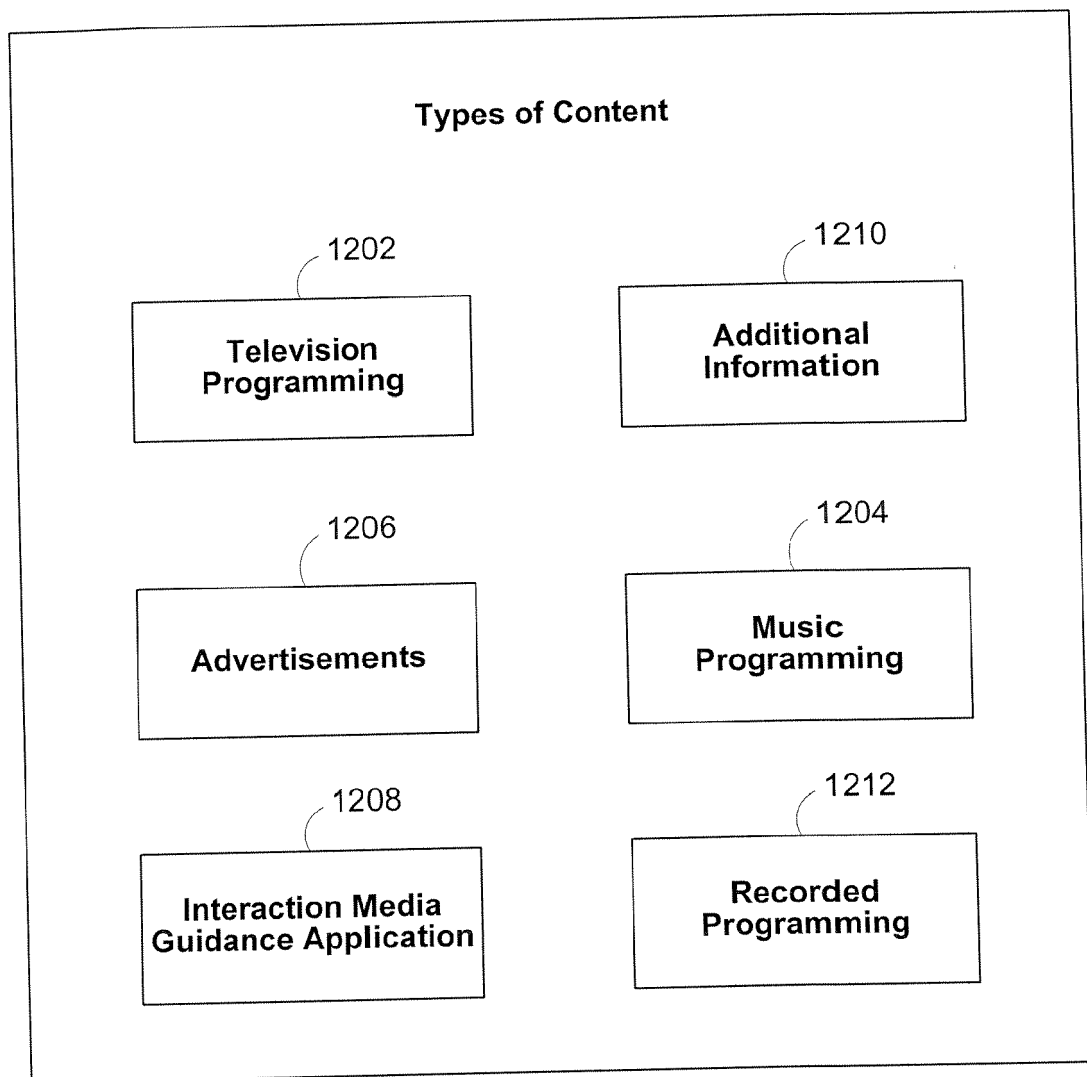 Types of Content
1202
Television
Programming
1210
Additional
Information
1206
Advertisements
1204
Music
Programming
1208
Interaction Media
Guidance Application
1212
Recorded
Programming